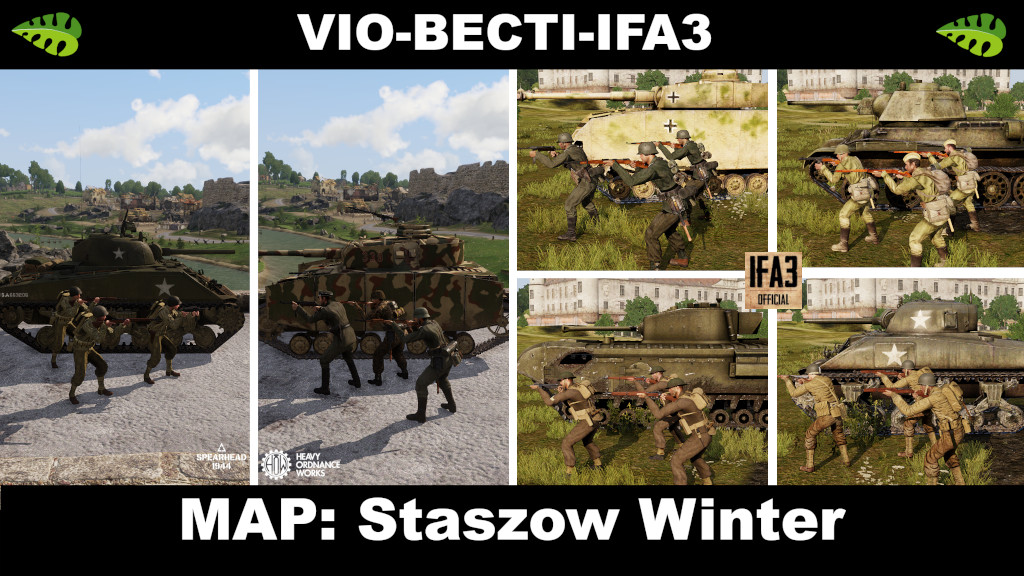 VIO-BECTI-IFA3
IFA3
OFFICIAL
SPEARHEAD
1944
HEAVY
ORDNANCE
WORKS
MAP: Staszow Winter